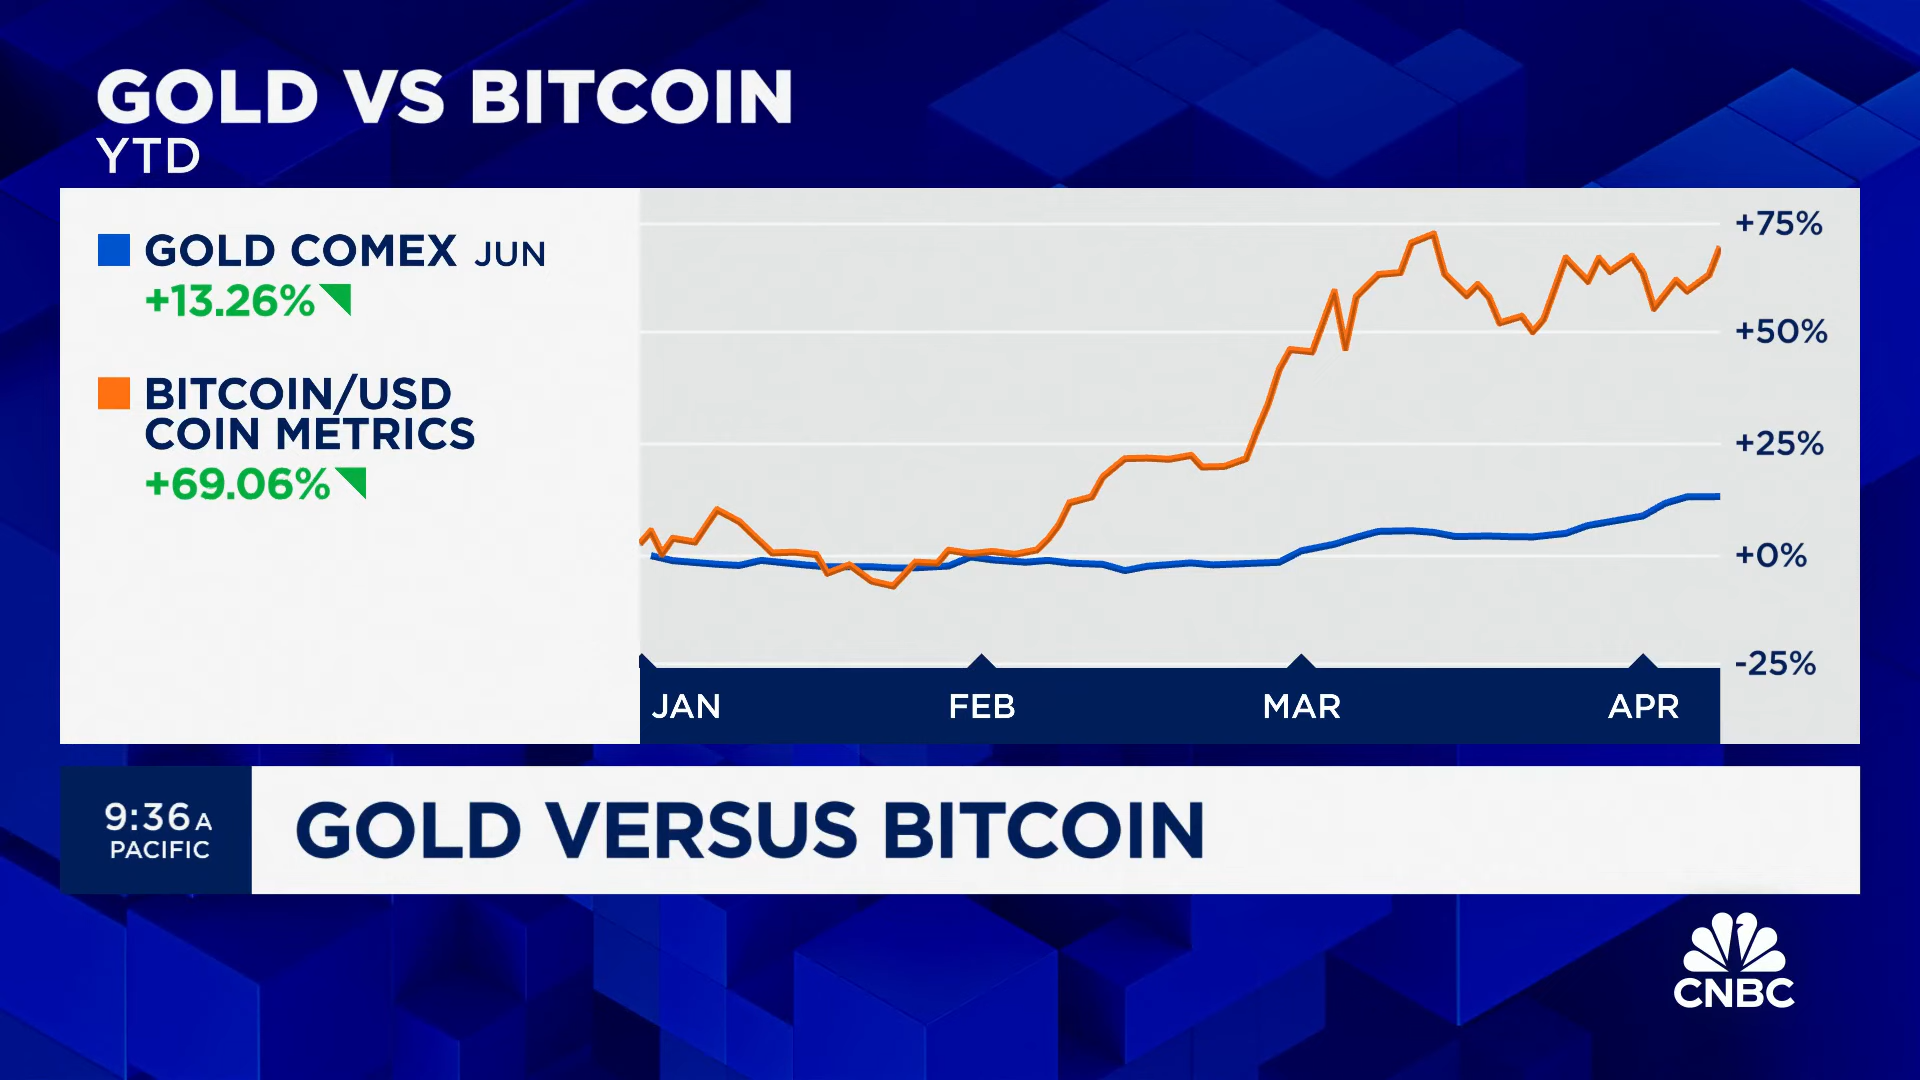 GOLD VS BITCOIN
YTD
GOLD COMEX JUN
+13.26%
BITCOIN/USD
COIN METRICS
+69.06%
+75%
+50%
+25%
+0%
-25%
JAN FEB MAR APR
9:36 A
PACIFIC
GOLD VERSUS BITCOIN
CNBC